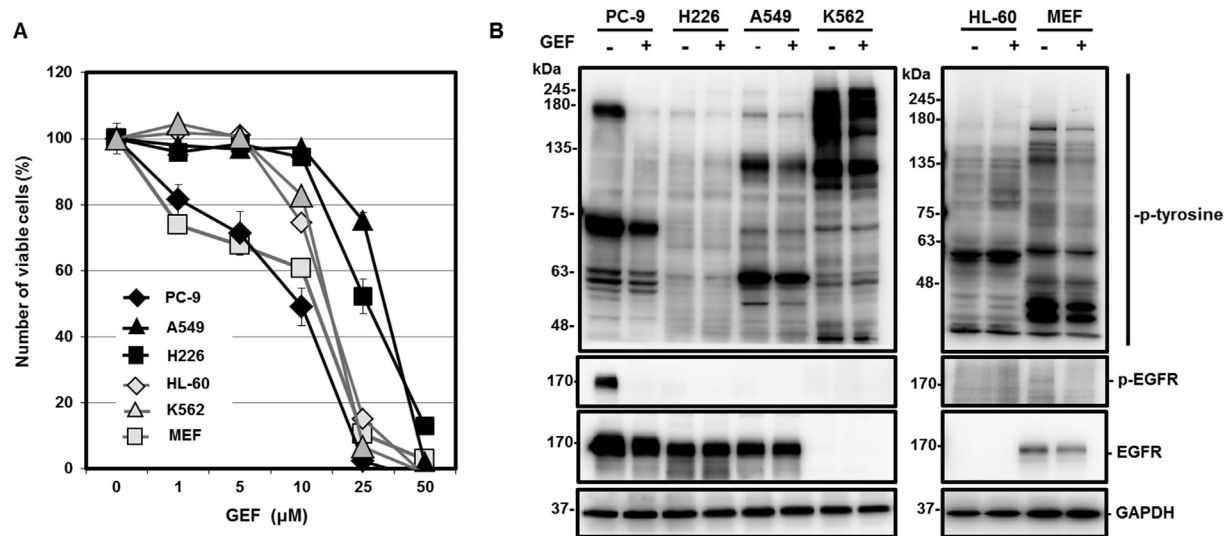 A
120
100
80
60
40
20
0
Number of viable cells (%)
PC-9
A549
H226
HL-60
K562
MEF
0 1 5 10 25 50
GEF (μM)
B
PC-9 H226 A549 K562 HL-60 MEF
GEF - + - + - + - + - + - +
kDa
245-
180-
135-
75-
63-
48-
kDa
245-
180-
135-
75-
63-
48-
-p-tyrosine
170- 170- - p-EGFR
170- 170- - EGFR
37- 37- - GAPDH